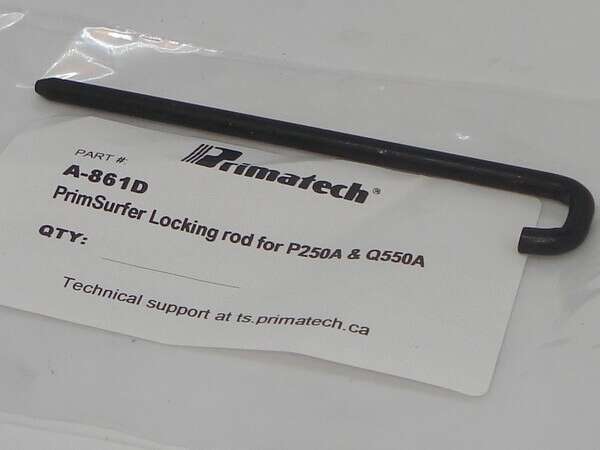 Primatech®
PART #:
A-861D
PrimSurfer Locking rod for P250A & Q550A
QTY:
Technical support at ts.primatech.ca